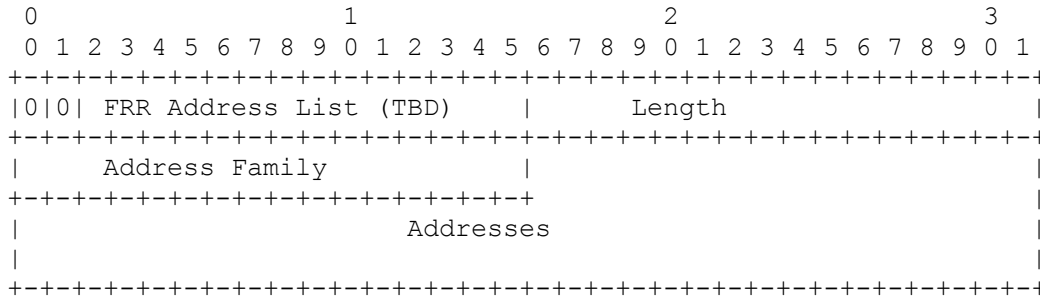 0                   1                   2                   3
 0 1 2 3 4 5 6 7 8 9 0 1 2 3 4 5 6 7 8 9 0 1 2 3 4 5 6 7 8 9 0 1
+-+-+-+-+-+-+-+-+-+-+-+-+-+-+-+-+-+-+-+-+-+-+-+-+-+-+-+-+-+-+-+-+
|0|0| FRR Address List (TBD)    |      Length                   |
+-+-+-+-+-+-+-+-+-+-+-+-+-+-+-+-+-+-+-+-+-+-+-+-+-+-+-+-+-+-+-+-+
|     Address Family            |                               |
+-+-+-+-+-+-+-+-+-+-+-+-+-+-+-+-+                               |
|                        Addresses                              |
|                                                               |
+-+-+-+-+-+-+-+-+-+-+-+-+-+-+-+-+-+-+-+-+-+-+-+-+-+-+-+-+-+-+-+-+